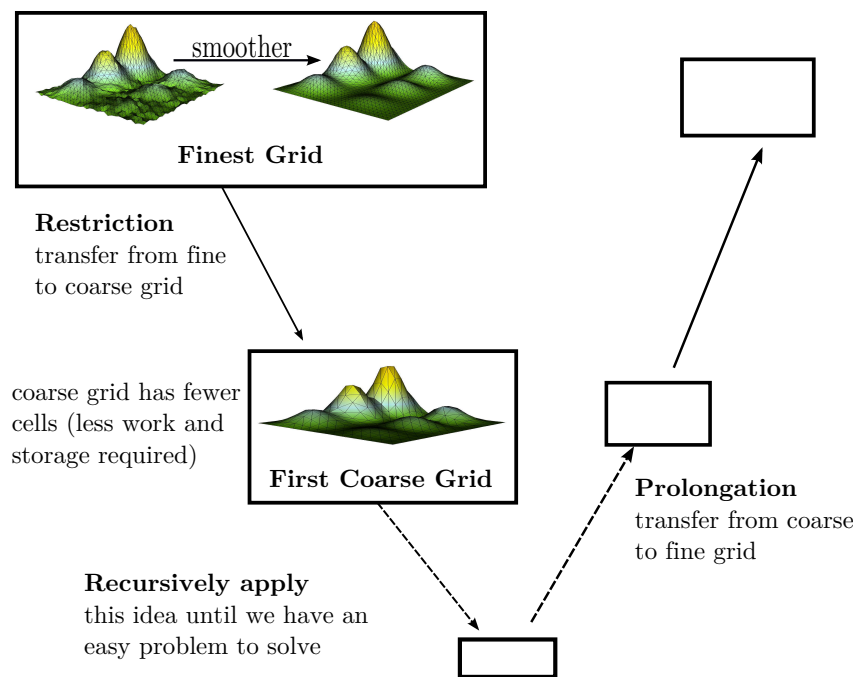 smoother
Finest Grid
Restriction
transfer from fine
to coarse grid
coarse grid has fewer
cells (less work and
storage required)
First Coarse Grid
Prolongation
transfer from coarse
to fine grid
Recursively apply
this idea until we have an
easy problem to solve